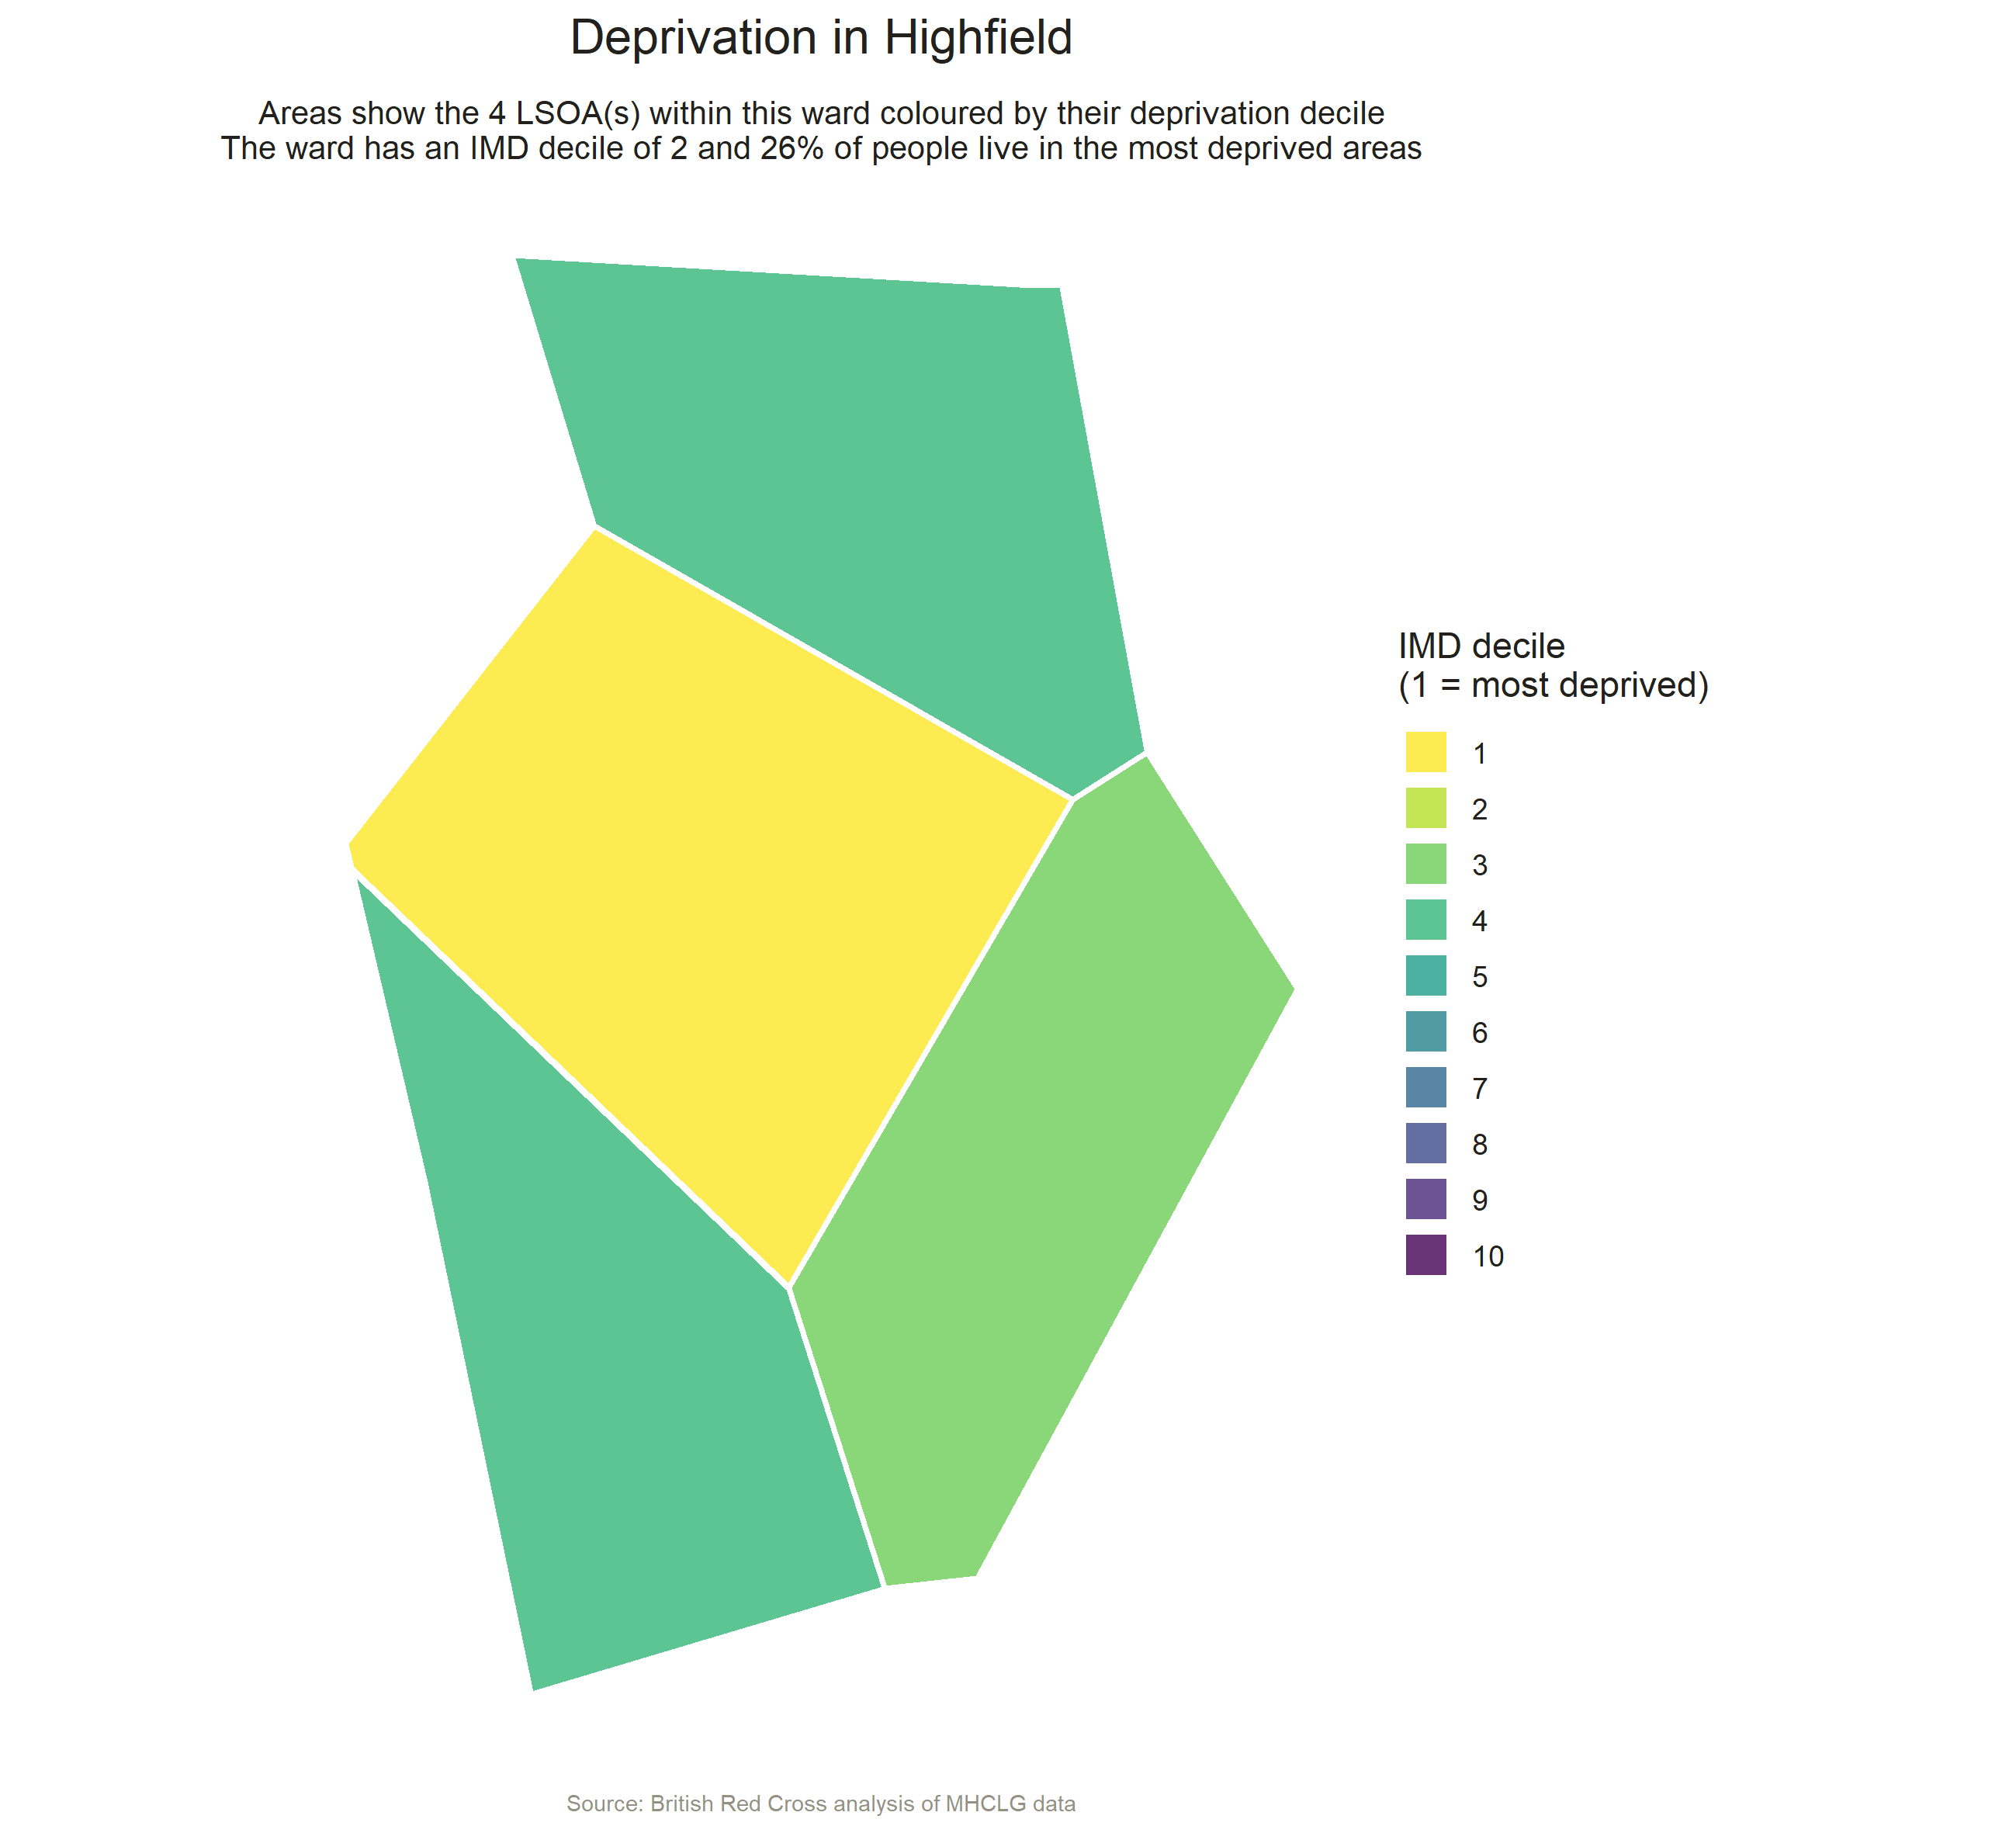 Deprivation in Highfield
Areas show the 4 LSOA(s) within this ward coloured by their deprivation decile
The ward has an IMD decile of 2 and 26% of people live in the most deprived areas
IMD decile
(1 = most deprived)
1
2
3
4
5
6
7
8
9
10
Source: British Red Cross analysis of MHCLG data